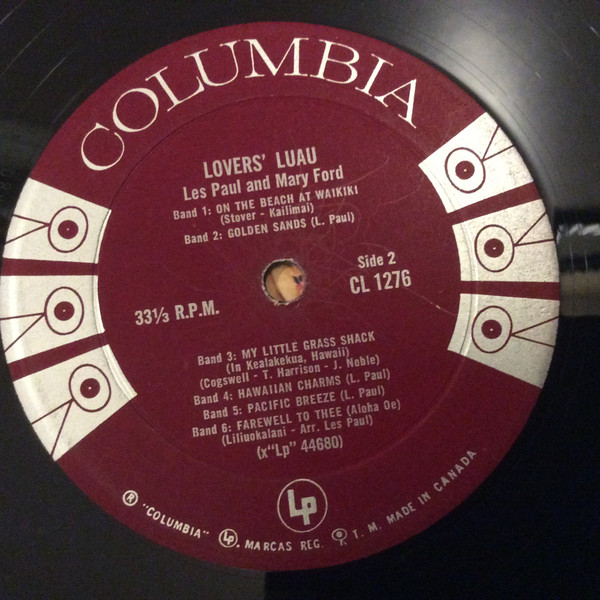 COLUMBIA
LOVERS' LUAU
Les Paul and Mary Ford
Band 1: ON THE BEACH AT WAIKIKI
(Stover - Kailimai)
Band 2: GOLDEN SANDS (L. Paul)
Side 2
CL 1276
33⅓ R.P.M.
Band 3: MY LITTLE GRASS SHACK
(In Kealakekua, Hawaii)
(Cogswell - T. Harrison - J. Noble)
Band 4: HAWAIIAN CHARMS (L. Paul)
Band 5: PACIFIC BREEZE (L. Paul)
Band 6: FAREWELL TO THEE (Aloha Oe)
(Liliuokalani - Arr. Les Paul)
(x"Lp" 44680)
Lp
® "COLUMBIA" Lp, MARCAS REG. T. M. MADE IN CANADA